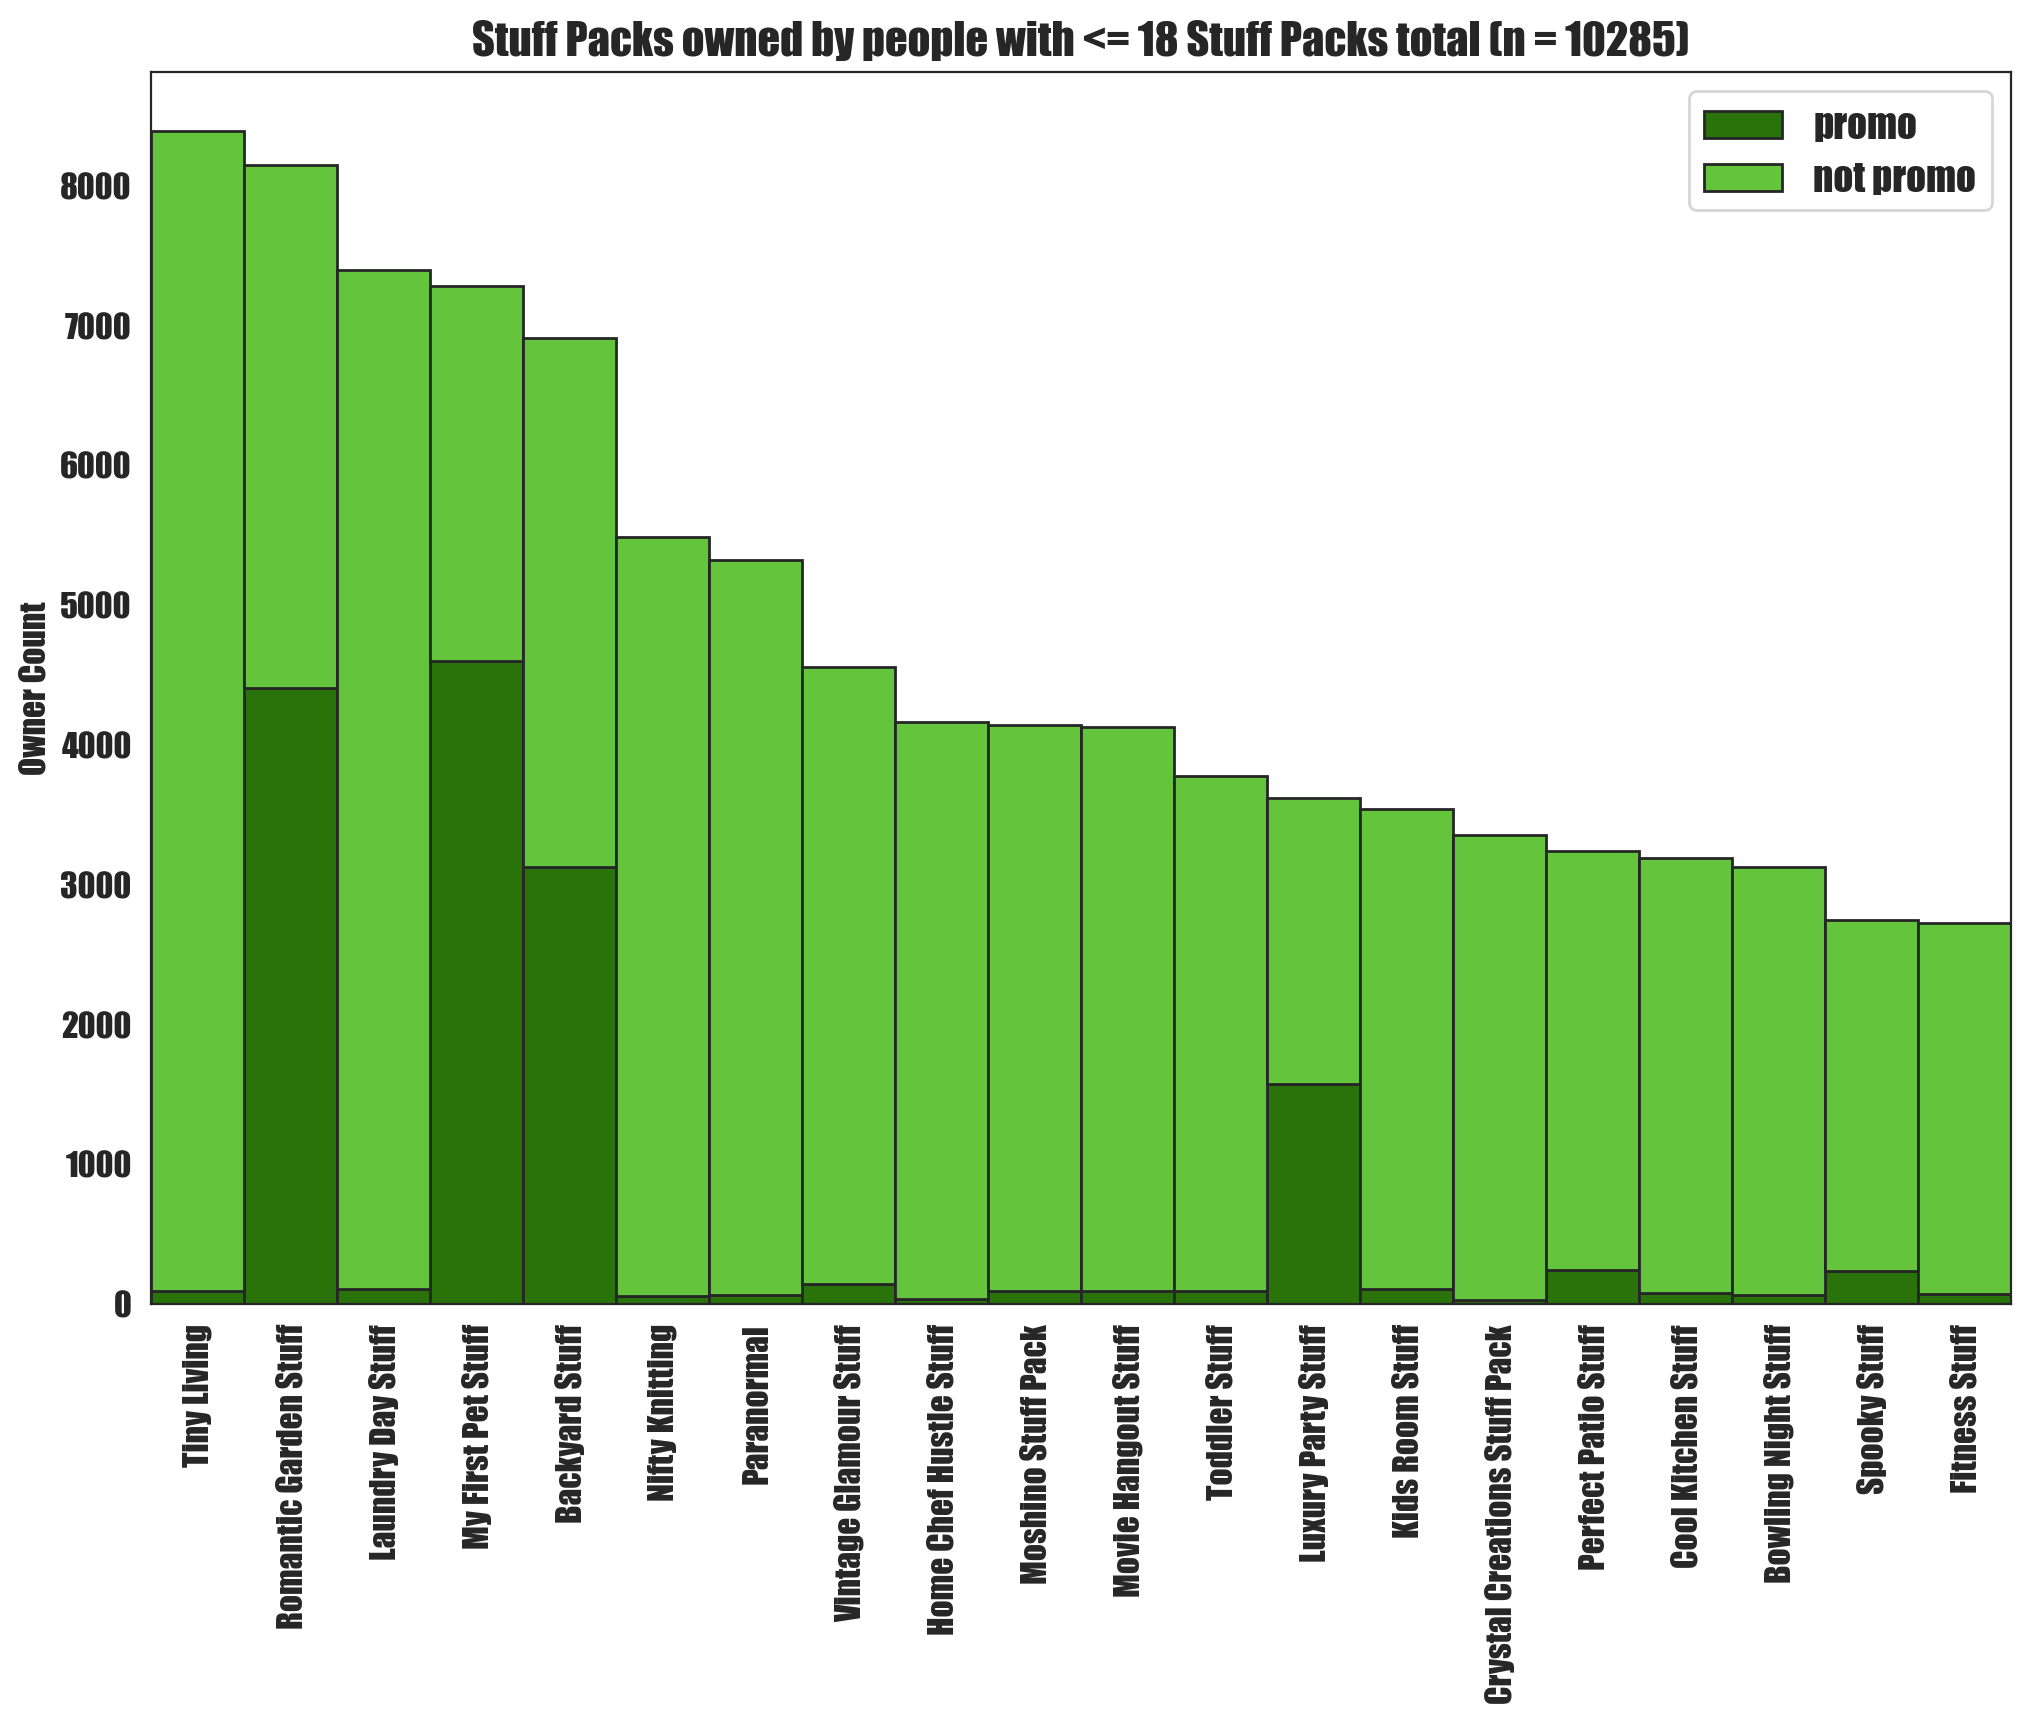 Stuff Packs owned by people with <= 18 Stuff Packs total (n = 10285)
promo
not promo
Owner Count
8000
7000
6000
5000
4000
3000
2000
1000
0
Tiny Living
Romantic Garden Stuff
Laundry Day Stuff
My First Pet Stuff
Backyard Stuff
Nifty Knitting
Paranormal
Vintage Glamour Stuff
Home Chef Hustle Stuff
Moshino Stuff Pack
Movie Hangout Stuff
Toddler Stuff
Luxury Party Stuff
Kids Room Stuff
Crystal Creations Stuff Pack
Perfect Patio Stuff
Cool Kitchen Stuff
Bowling Night Stuff
Spooky Stuff
Fitness Stuff